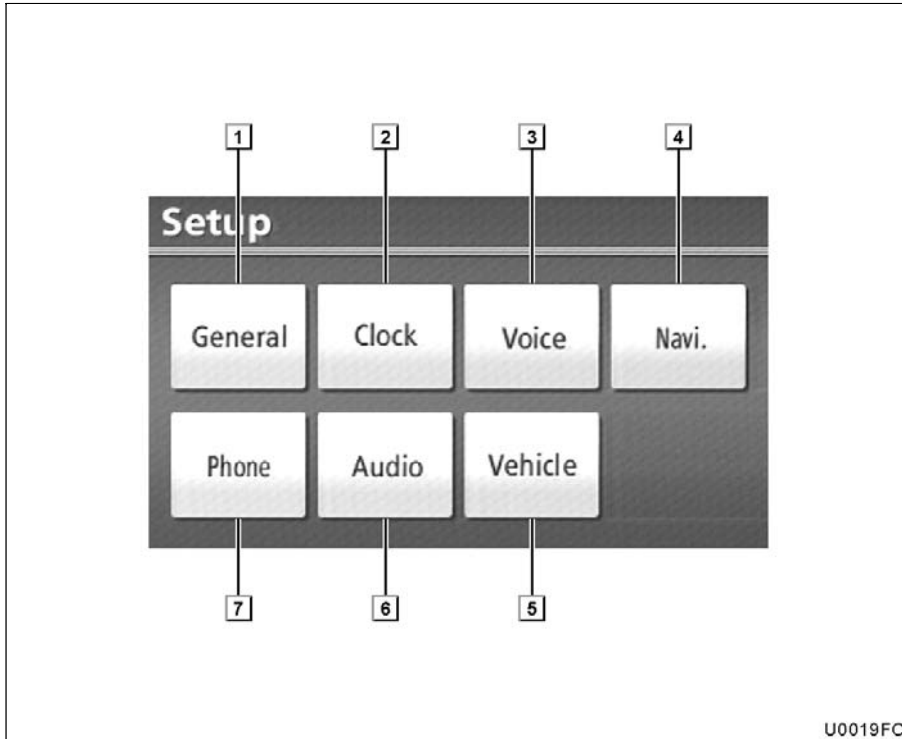 1 2 3 4
Setup
General Clock Voice Navi.
Phone Audio Vehicle
7 6 5
U0019FC